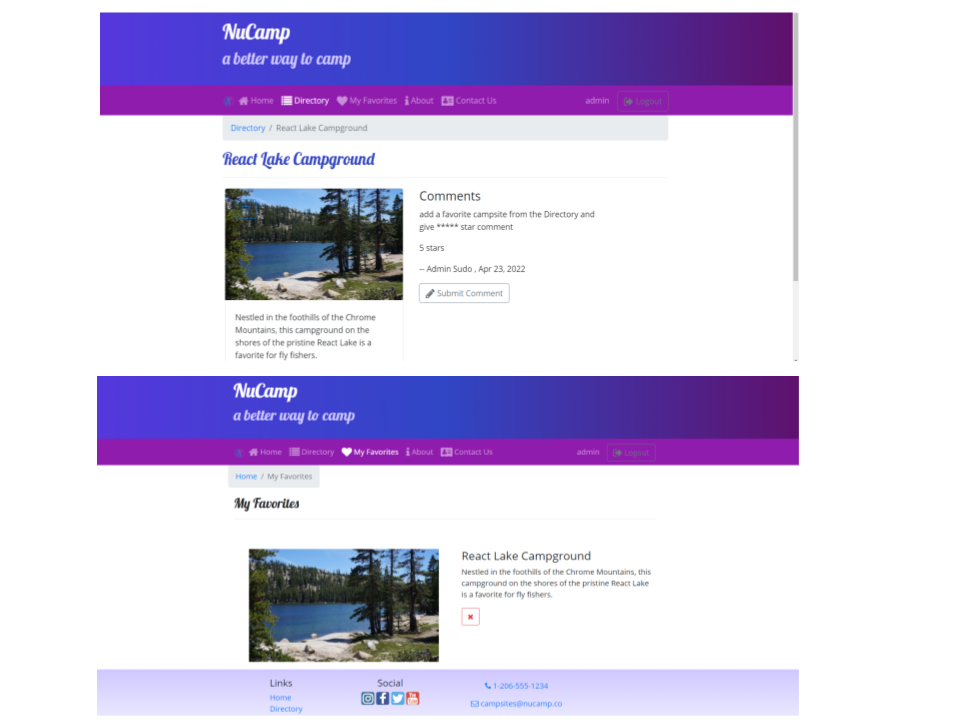 NuCamp
a better way to camp
Home Directory My Favorites About Contact Us admin Logout
Directory / React Lake Campground
React Lake Campground
Comments
add a favorite campsite from the Directory and
give ***** star comment
5 stars
-- Admin Sudo , Apr 23, 2022
Submit Comment
Nestled in the foothills of the Chrome
Mountains, this campground on the
shores of the pristine React Lake is a
favorite for fly fishers.
NuCamp
a better way to camp
Home Directory My Favorites About Contact Us admin Logout
Home / My Favorites
My Favorites
React Lake Campground
Nestled in the foothills of the Chrome Mountains, this
campground on the shores of the pristine React Lake
is a favorite for fly fishers.
Links
Home
Directory
Social
1-206-555-1234
campsites@nucamp.co